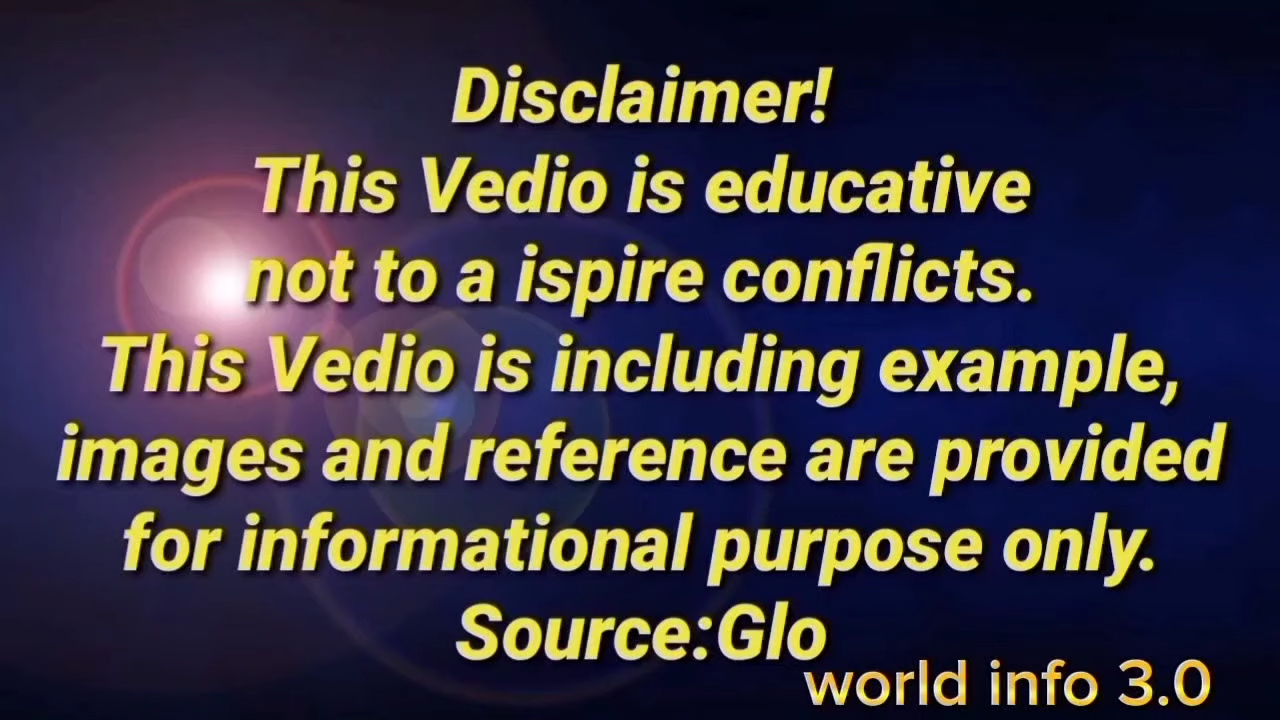 Disclaimer!
This Vedio is educative
not to a ispire conflicts.
This Vedio is including example,
images and reference are provided
for informational purpose only.
Source:Glo
world info 3.0